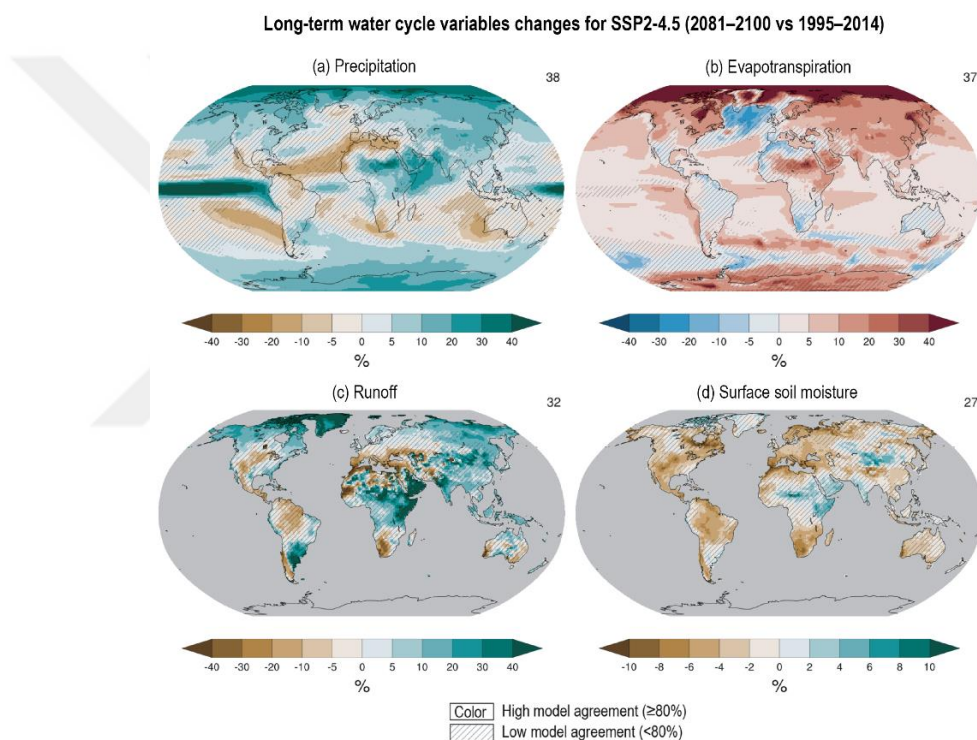 Long-term water cycle variables changes for SSP2-4.5 (2081–2100 vs 1995–2014)
(a) Precipitation
38
(b) Evapotranspiration
37
-40 -30 -20 -10 -5 0 5 10 20 30 40
%
-40 -30 -20 -10 -5 0 5 10 20 30 40
%
(c) Runoff
32
(d) Surface soil moisture
27
-40 -30 -20 -10 -5 0 5 10 20 30 40
%
-10 -8 -6 -4 -2 0 2 4 6 8 10
%
Color High model agreement (≥80%)
Low model agreement (<80%)